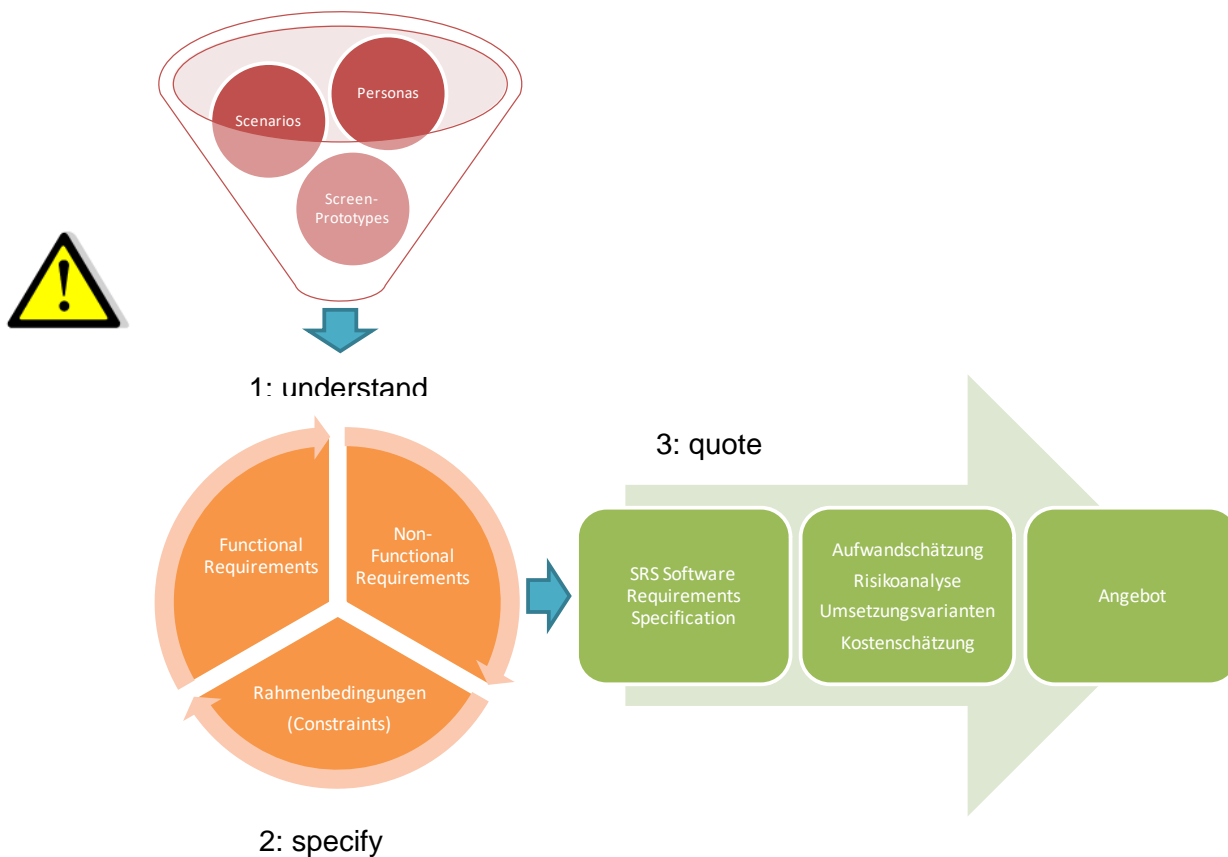 Personas
Scenarios
Screen-
Prototypes
1: understand
Functional
Requirements
Non-
Functional
Requirements
Rahmenbedingungen
(Constraints)
2: specify
3: quote
SRS Software
Requirements
Specification
Aufwandschätzung
Risikoanalyse
Umsetzungsvarianten
Kostenschätzung
Angebot